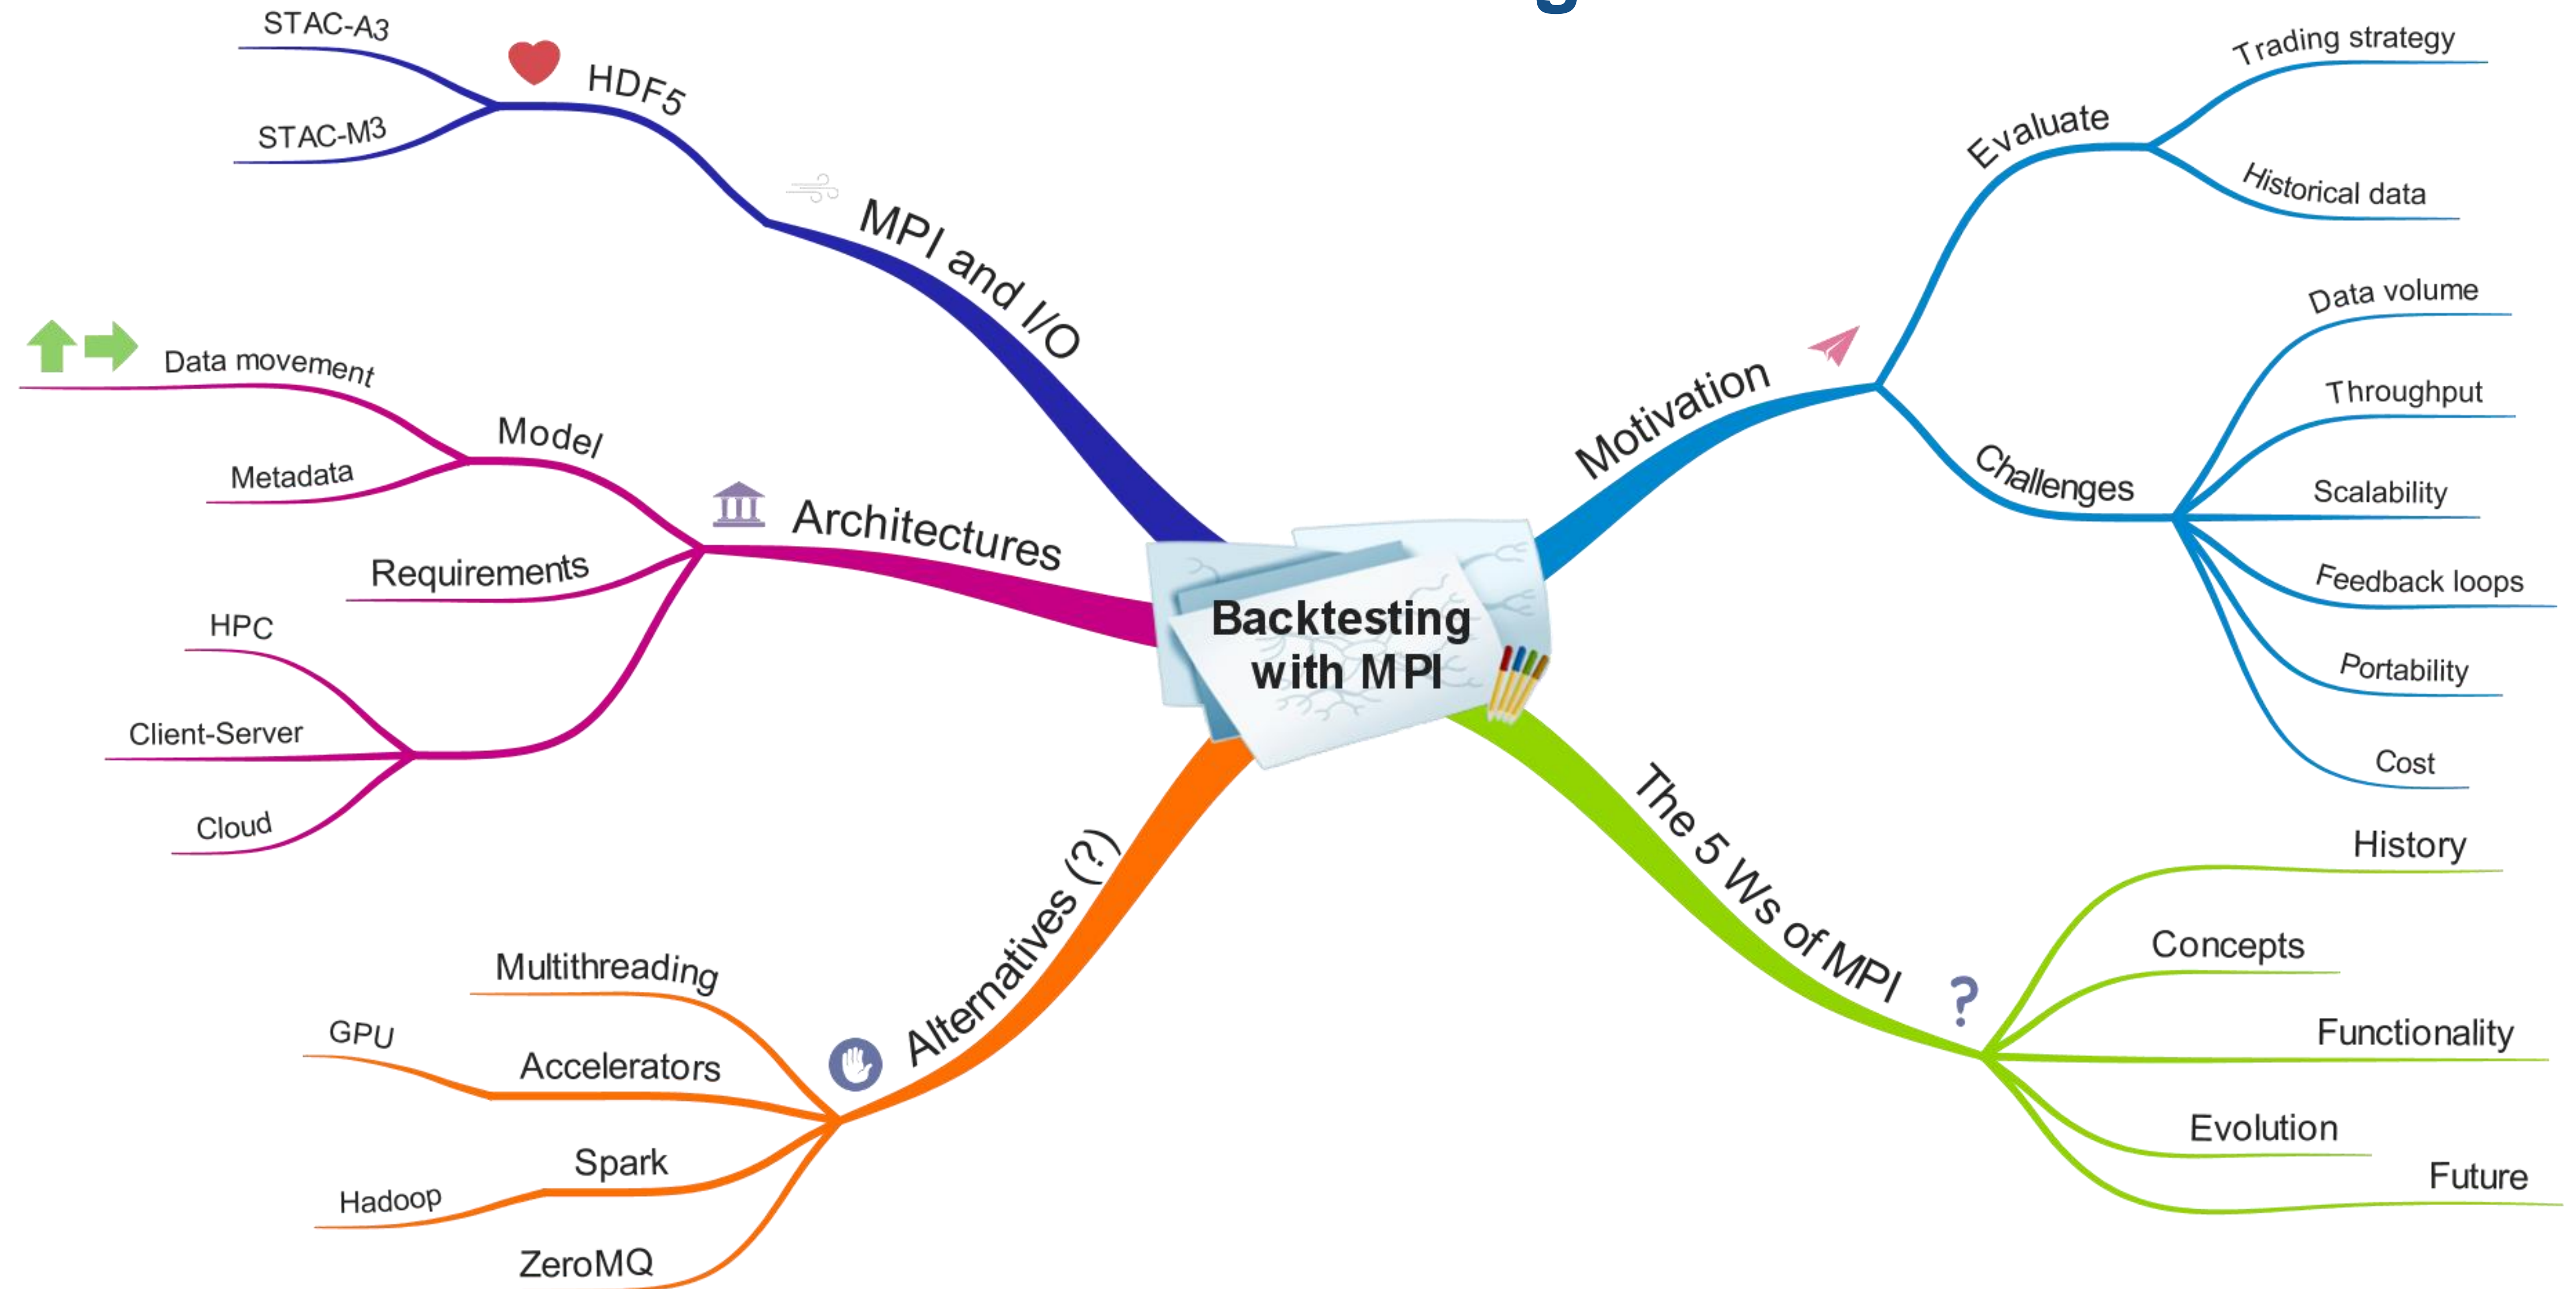 Backtesting
with MPI
Motivation
Evaluate
Trading strategy
Historical data
Challenges
Data volume
Throughput
Scalability
Feedback loops
Portability
Cost
The 5 Ws of MPI
?
History
Concepts
Functionality
Evolution
Future
Alternatives (?)
Multithreading
Accelerators
GPU
Spark
Hadoop
ZeroMQ
Architectures
Model
Data movement
Metadata
Requirements
HPC
Client-Server
Cloud
MPI and I/O
HDF5
STAC-A3
STAC-M3